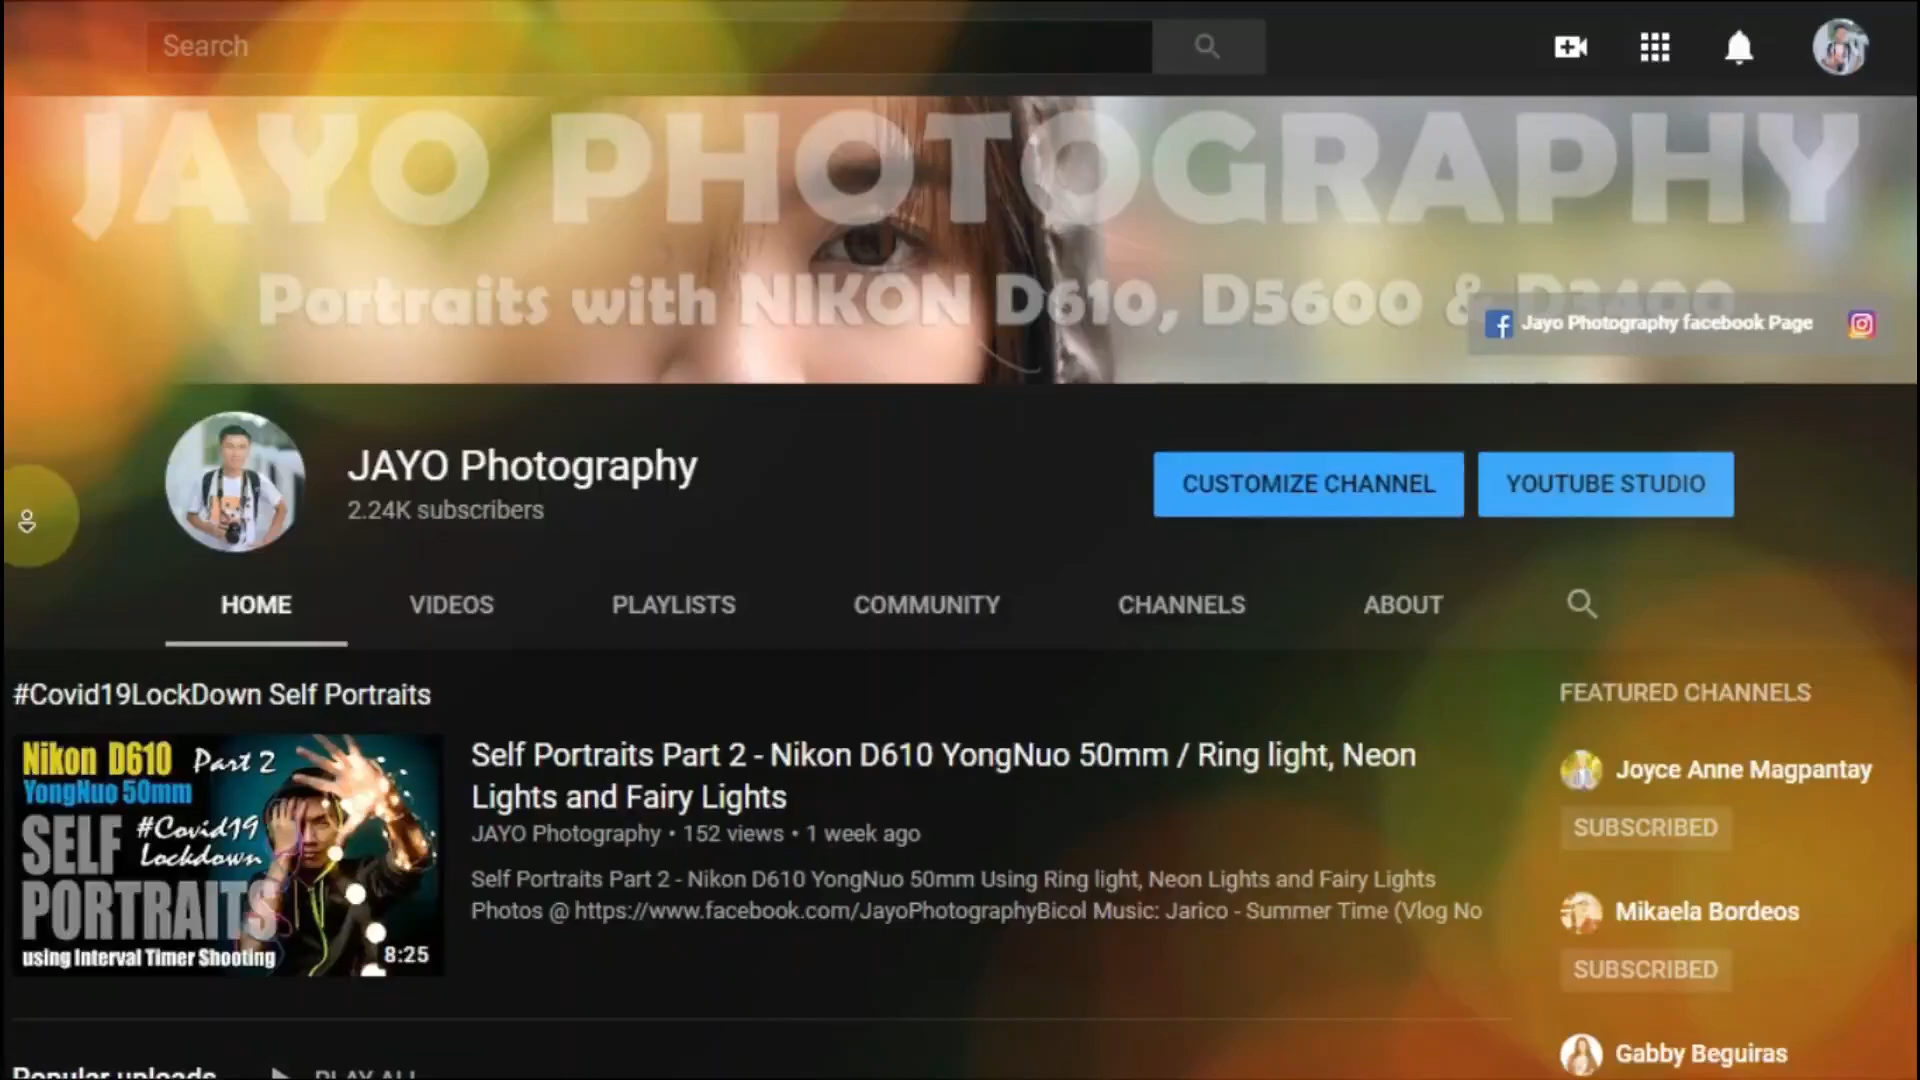 Search
JAYO PHOTOGRAPHY
Portraits with NIKON D610, D5600 & D3400
Jayo Photography facebook Page
JAYO Photography
2.24K subscribers
CUSTOMIZE CHANNEL
YOUTUBE STUDIO
HOME
VIDEOS
PLAYLISTS
COMMUNITY
CHANNELS
ABOUT
#Covid19LockDown Self Portraits
Nikon D610 Part 2
YongNuo 50mm
#Covid19
Lockdown
SELF
PORTRAITS
using Interval Timer Shooting
8:25
Self Portraits Part 2 - Nikon D610 YongNuo 50mm / Ring light, Neon
Lights and Fairy Lights
JAYO Photography • 152 views • 1 week ago
Self Portraits Part 2 - Nikon D610 YongNuo 50mm Using Ring light, Neon Lights and Fairy Lights
Photos @ https://www.facebook.com/JayoPhotographyBicol Music: Jarico - Summer Time (Vlog No
FEATURED CHANNELS
Joyce Anne Magpantay
SUBSCRIBED
Mikaela Bordeos
SUBSCRIBED
Gabby Beguiras
Popular uploads
PLAY ALL